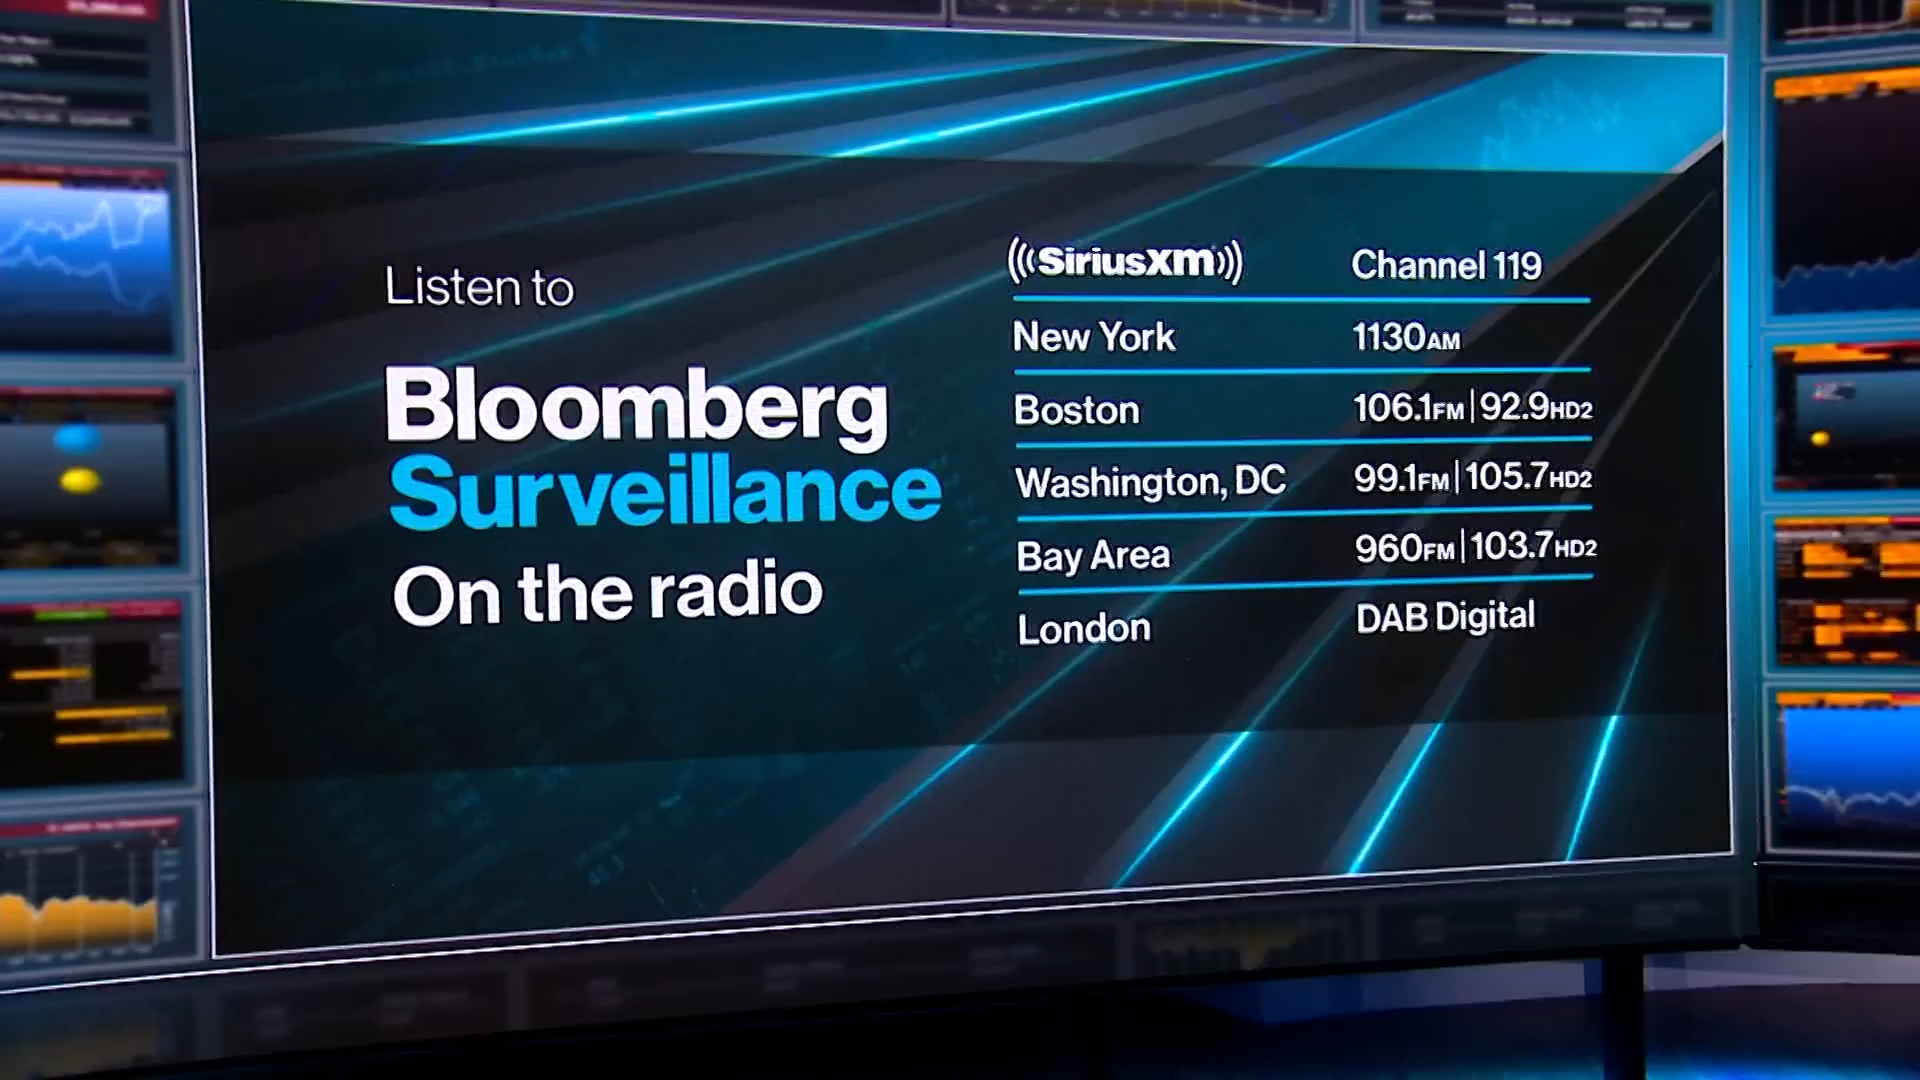 Listen to
Bloomberg
Surveillance
On the radio
SiriusXM Channel 119
New York 1130AM
Boston 106.1FM|92.9HD2
Washington, DC 99.1FM|105.7HD2
Bay Area 960FM|103.7HD2
London DAB Digital